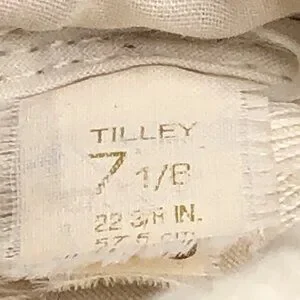 TILLEY
7 1/8
22 3/8 IN.
57.5 cm